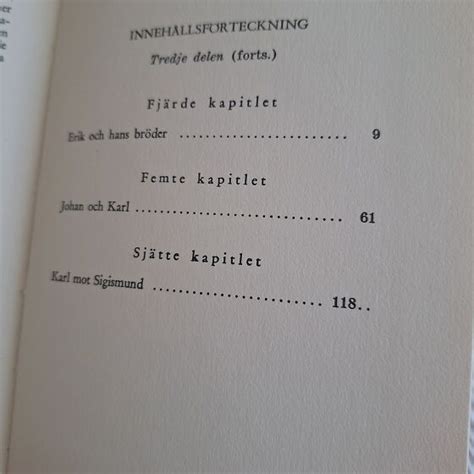 INNEHÅLLSFÖRTECKNING
Tredje delen (forts.)
Fjärde kapitlet
Erik och hans bröder 9
Femte kapitlet
Johan och Karl 61
Sjätte kapitlet
Karl mot Sigismund 118